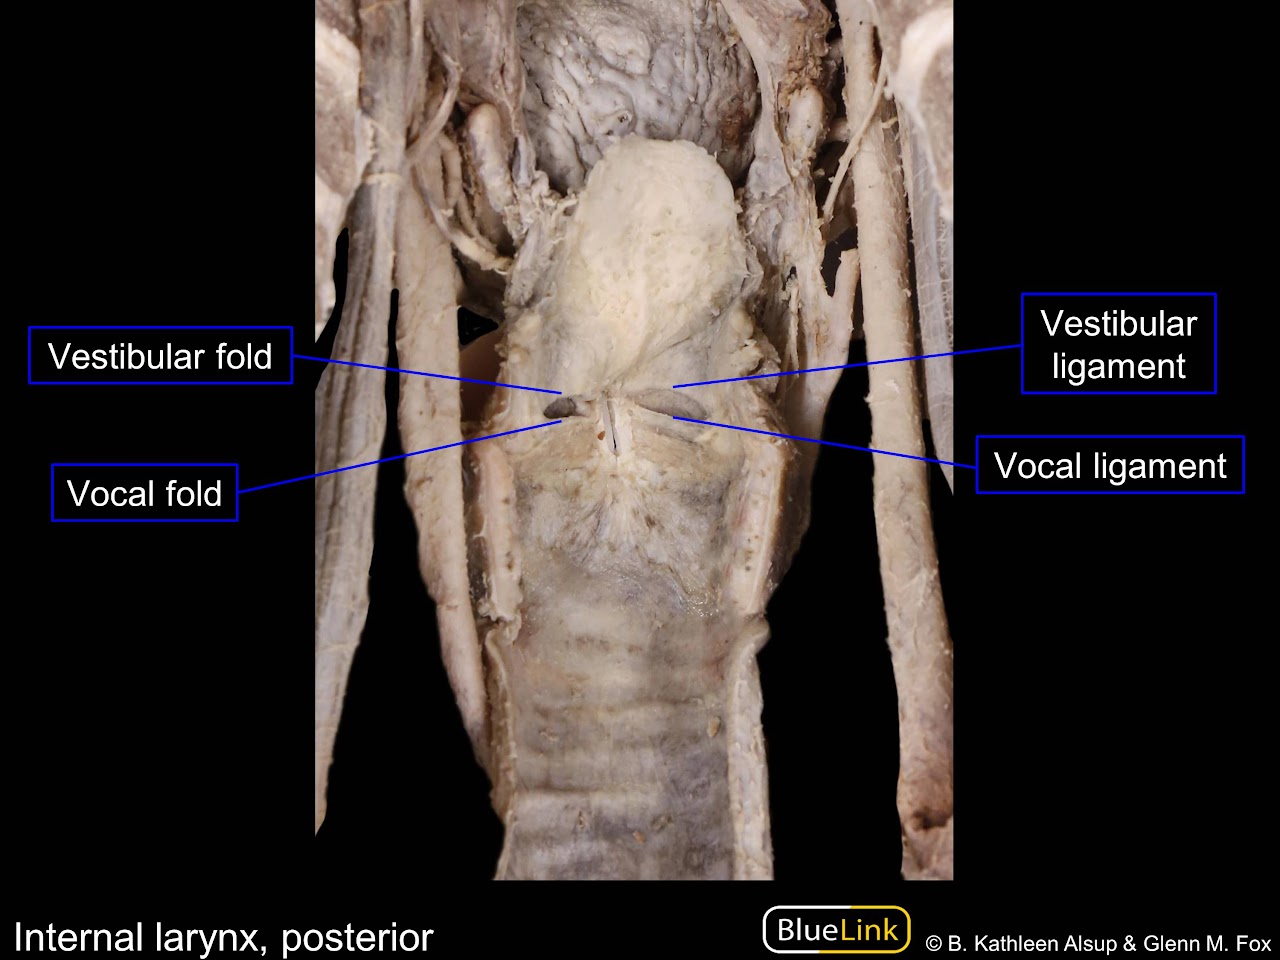 Vestibular fold
Vocal fold
Vestibular
ligament
Vocal ligament
Internal larynx, posterior
BlueLink
© B. Kathleen Alsup & Glenn M. Fox